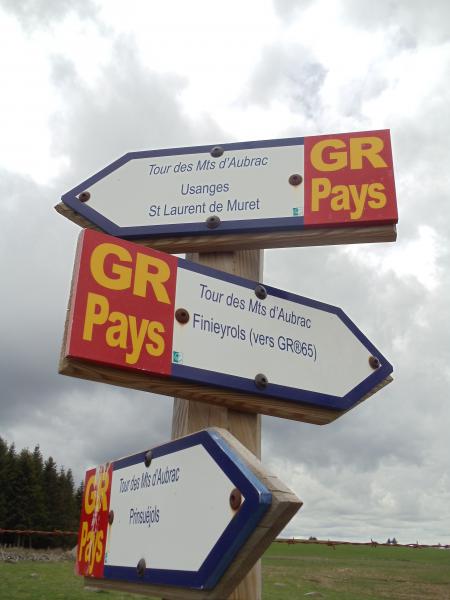 Tour des Mts d'Aubrac
Usanges
St Laurent de Muret
GR
Pays
GR
Pays
Tour des Mts d'Aubrac
Finieyrols (vers GR®65)
GR
Pays
Tour des Mts d'Aubrac
Prinsuéjols